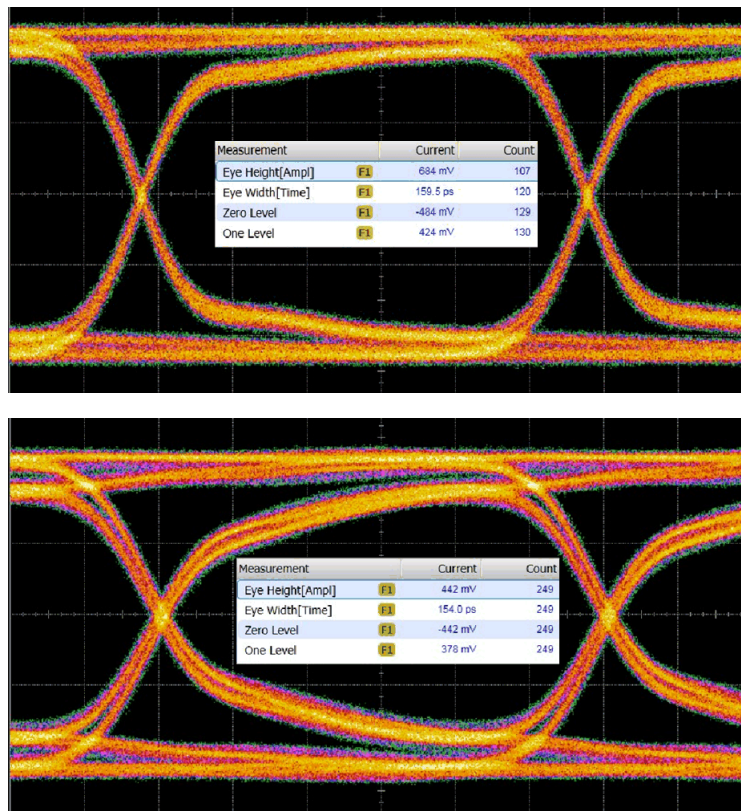 Measurement Current Count
Eye Height[Ampl] F1 684 mV 107
Eye Width[Time] F1 159.5 ps 120
Zero Level F1 -484 mV 129
One Level F1 424 mV 130
Measurement Current Count
Eye Height[Ampl] F1 442 mV 249
Eye Width[Time] F1 154.0 ps 249
Zero Level F1 -442 mV 249
One Level F1 378 mV 249